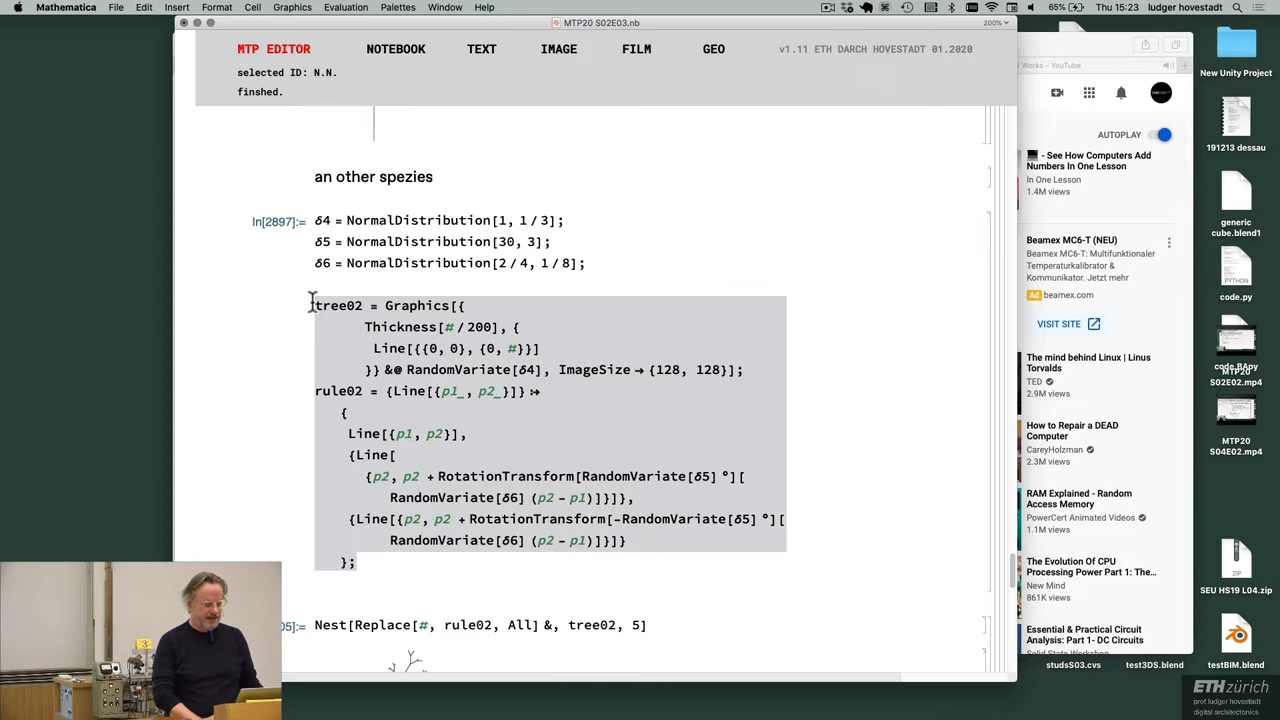 Mathematica File Edit Insert Format Cell Graphics Evaluation Palettes Window Help
65% Thu 15:23 ludger hovestadt
MTP20 S02E03.nb
200%
MTP EDITOR NOTEBOOK TEXT IMAGE FILM GEO v1.11 ETH DARCH HOVESTADT 01.2020
selected ID: N.N.
finshed.
an other spezies
In[2897]:= δ4 = NormalDistribution[1, 1/3];
δ5 = NormalDistribution[30, 3];
δ6 = NormalDistribution[2/4, 1/8];
tree02 = Graphics[{
Thickness[#/200], {
Line[{{0, 0}, {0, #}}]
}} &@RandomVariate[δ4], ImageSize → {128, 128}];
rule02 = {Line[{p1_, p2_}]} :>
{
Line[{p1, p2}],
{Line[
{p2, p2 + RotationTransform[RandomVariate[δ5] °][
RandomVariate[δ6] (p2 - p1)]}]},
{Line[{p2, p2 + RotationTransform[-RandomVariate[δ5] °][
RandomVariate[δ6] (p2 - p1)]}]}
};
05]:= Nest[Replace[#, rule02, All] &, tree02, 5]
Works - YouTube
AUTOPLAY
- See How Computers Add
Numbers In One Lesson
In One Lesson
1.4M views
Beamex MC6-T (NEU)
Beamex MC6-T: Multifunktionaler
Temperaturkalibrator &
Kommunikator. Jetzt mehr
Ad beamex.com
VISIT SITE
The mind behind Linux | Linus
Torvalds
TED
2.9M views
How to Repair a DEAD
Computer
CareyHolzman
2.3M views
RAM Explained - Random
Access Memory
PowerCert Animated Videos
1.1M views
The Evolution Of CPU
Processing Power Part 1: The...
New Mind
861K views
Essential & Practical Circuit
Analysis: Part 1- DC Circuits
Solid State Workshop
New Unity Project
191213 dessau
generic
cube.blend1
PYTHON
code.py
MTP20
S02E02.mp4
MTP20
S04E02.mp4
ZIP
SEU HS19 L04.zip
studsS03.cvs
test3DS.blend
testBIM.blend
3
ETH zürich
prof ludger hovestadt
digital architectonics